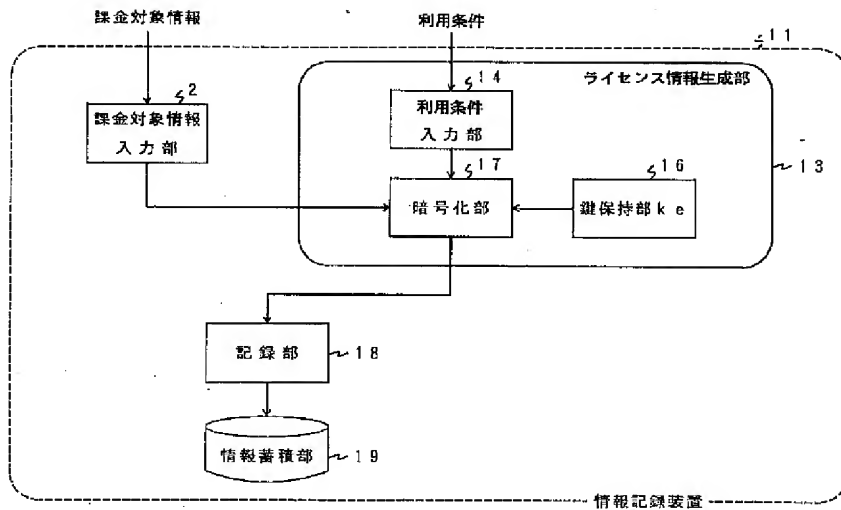 課金対象情報
利用条件
11
ライセンス情報生成部
2
14
課金対象情報
入力部
利用条件
入力部
17
16
13
暗号化部
鍵保持部ke
記録部
18
情報蓄積部
19
情報記録装置